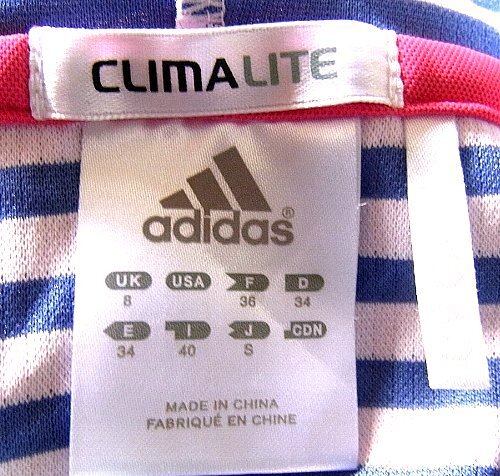 CLIMALITE
adidas®
UK USA F D
8 36 34
E I J CDN
34 40 S
MADE IN CHINA
FABRIQUÉ EN CHINE